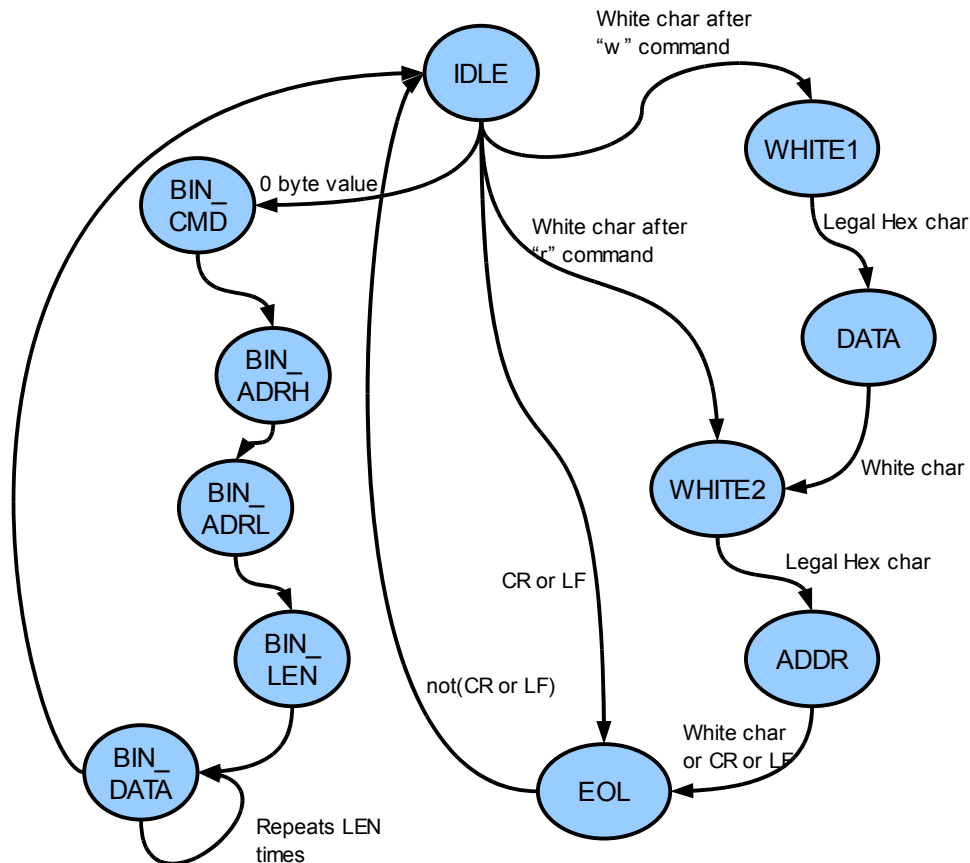 White char after
“w ” command
IDLE
WHITE1
0 byte value
BIN_
CMD
Legal Hex char
White char after
“r” command
BIN_
ADRH
DATA
White char
BIN_
ADRL
WHITE2
Legal Hex char
CR or LF
BIN_
LEN
ADDR
not(CR or LF)
White char
or CR or LF
BIN_
DATA
EOL
Repeats LEN
times